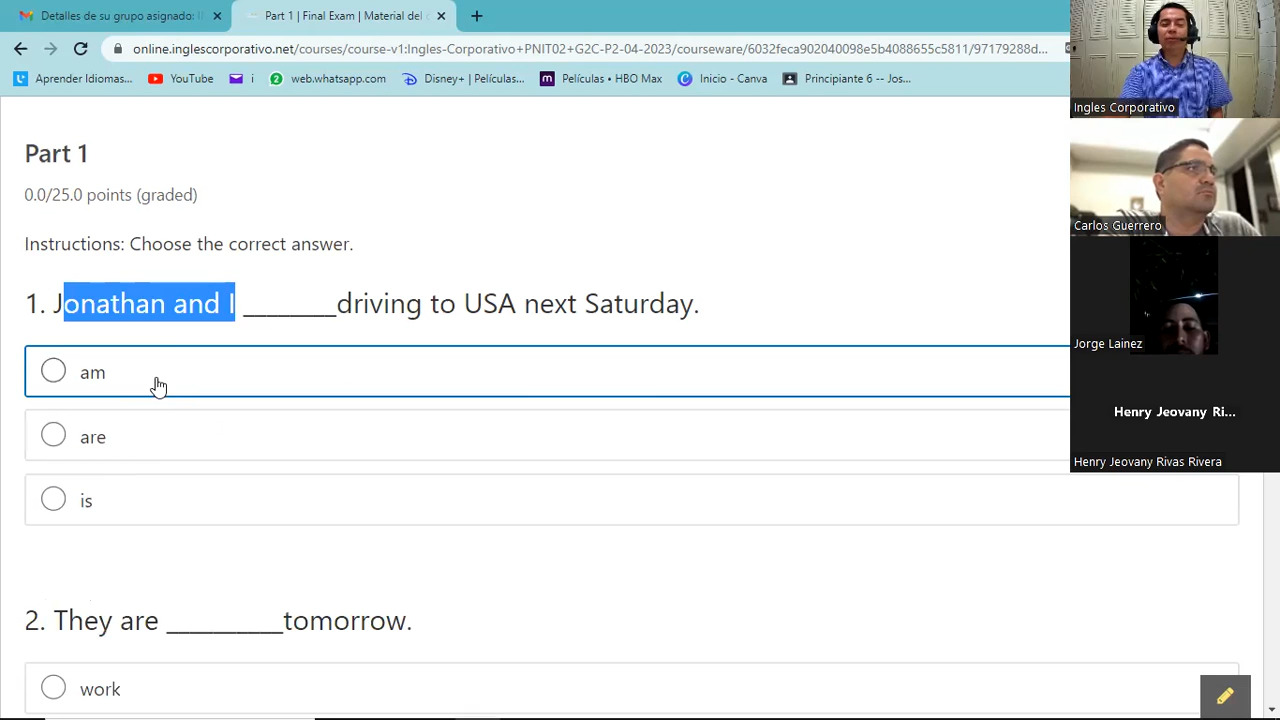 Detalles de su grupo asignado: I
Part 1 | Final Exam | Material del
online.inglescorporativo.net/courses/course-v1:Ingles-Corporativo+PNIT02+G2C-P2-04-2023/courseware/6032feca902040098e5b4088655c5811/97179288d...
Aprender Idiomas...
YouTube
i
web.whatsapp.com
Disney+ | Películas...
Películas • HBO Max
Inicio - Canva
Principiante 6 -- Jos...
Ingles Corporativo
Carlos Guerrero
Jorge Lainez
Henry Jeovany Ri...
Henry Jeovany Rivas Rivera
Part 1
0.0/25.0 points (graded)
Instructions: Choose the correct answer.
1. Jonathan and I ________driving to USA next Saturday.
am
are
is
2. They are __________tomorrow.
work